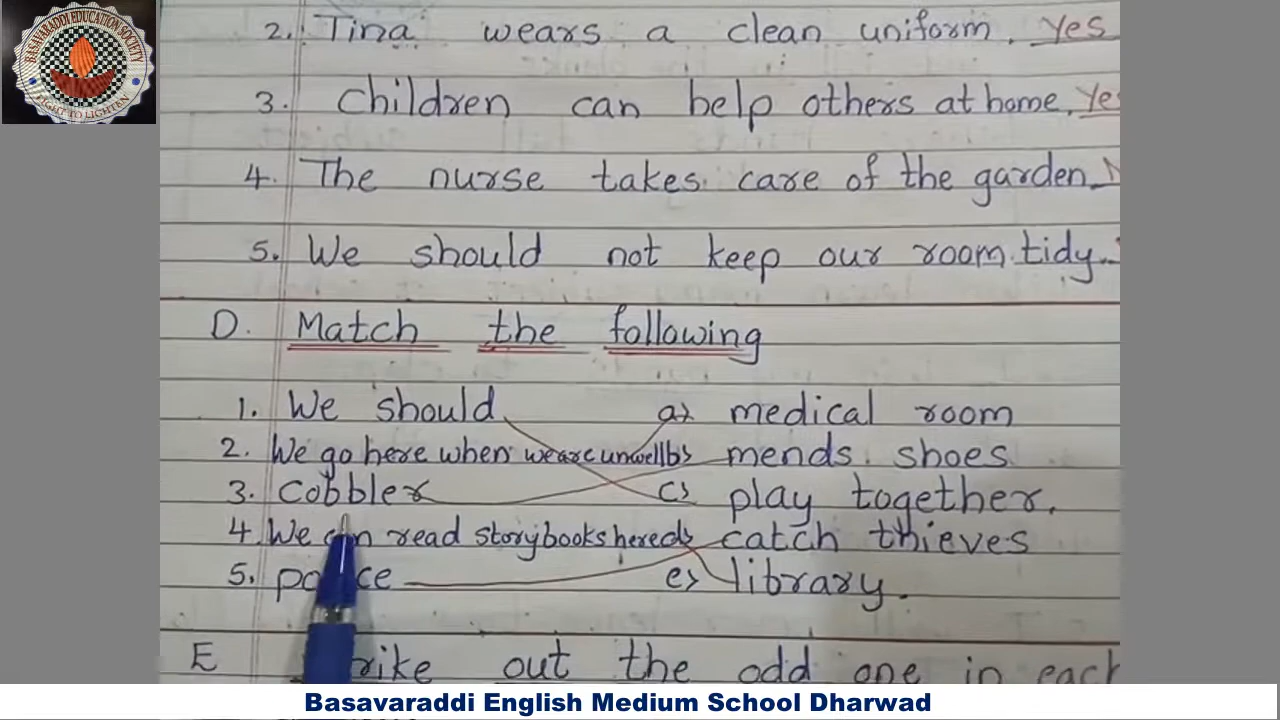 BASAVARADDI EDUCATION SOCIETY
2. Tina wears a clean uniform. Yes
3. Children can help others at home. Yes
4. The nurse takes care of the garden. N
5. We should not keep our room tidy.
D. Match the following
1. We should a) medical room
2. We go here when we are unwell b) mends shoes
3. Cobbler c) play together.
4. We can read storybooks here d) catch thieves
5. police e) library.
E Strike out the odd one in each
Basavaraddi English Medium School Dharwad